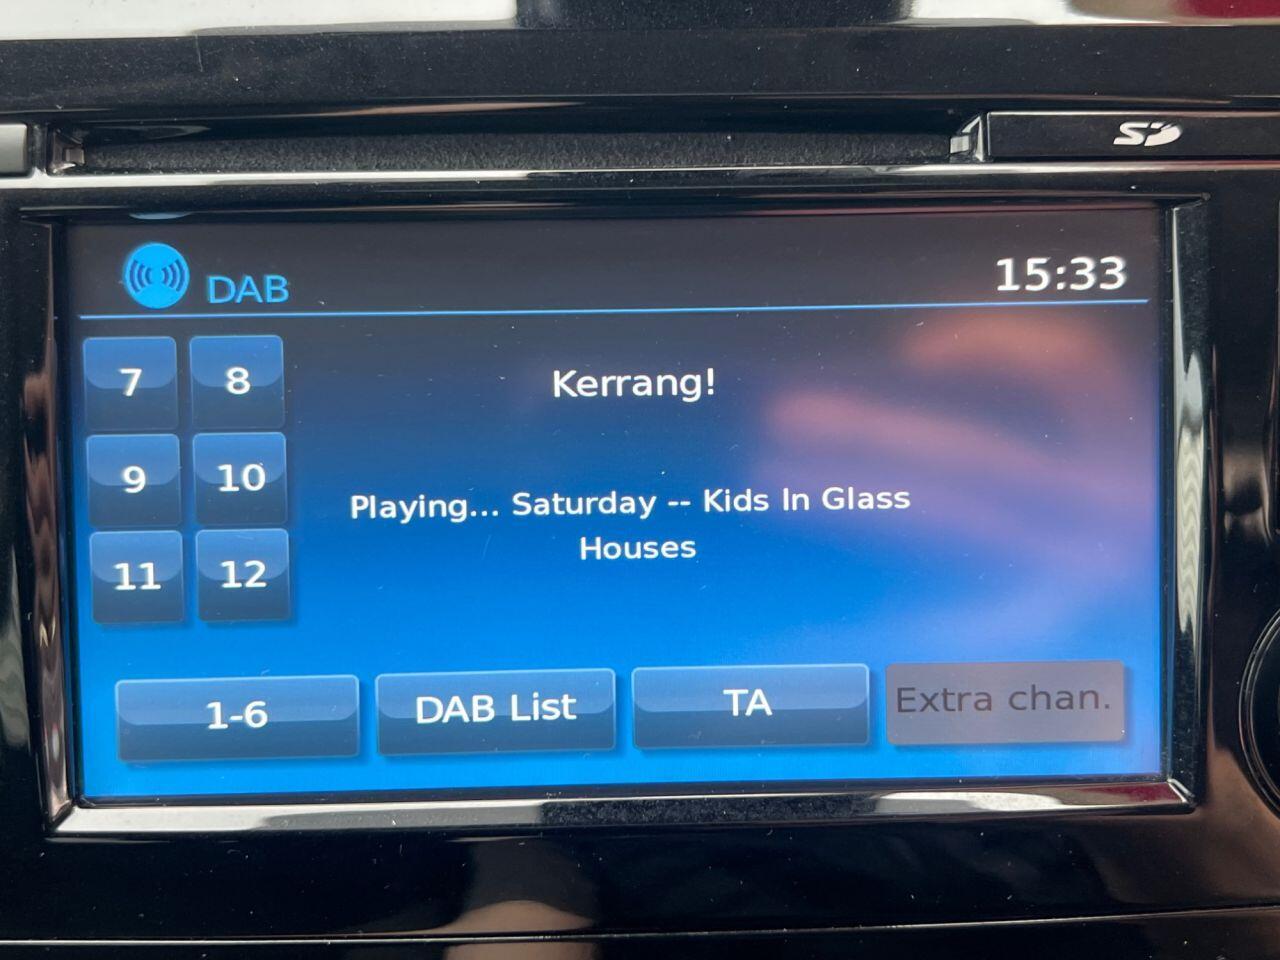 SD
DAB
15:33
7 8
Kerrang!
9 10
Playing... Saturday -- Kids In Glass
Houses
11 12
1-6 DAB List TA Extra chan.